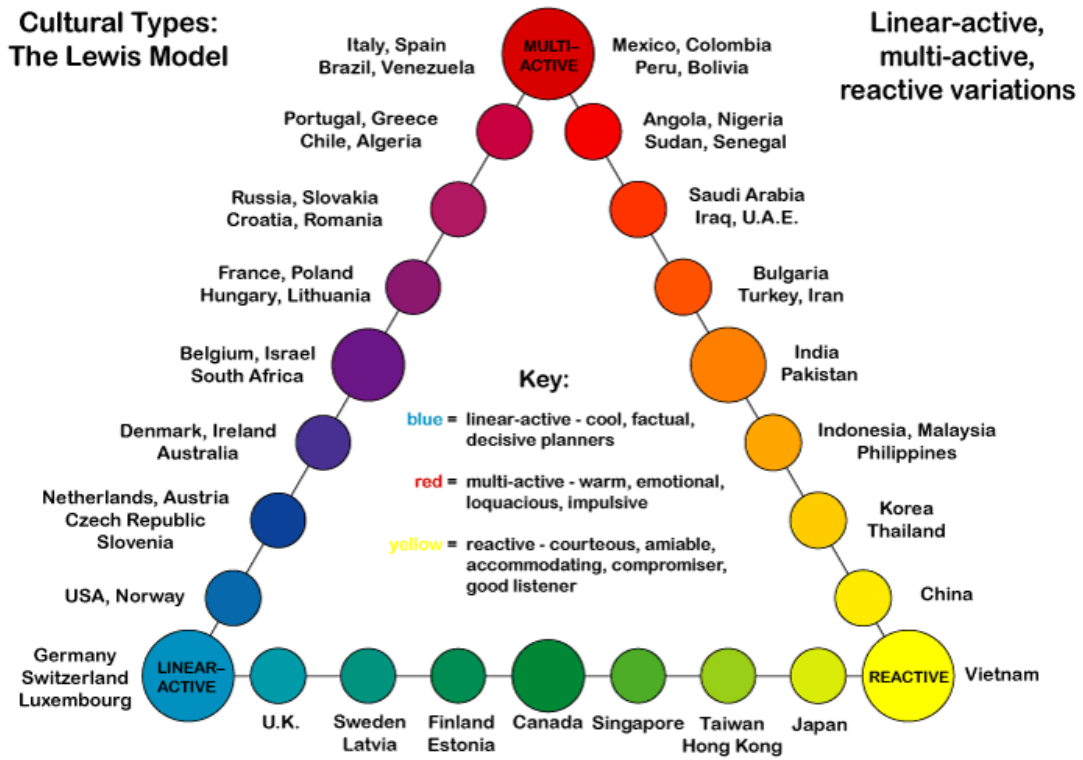 Cultural Types:
The Lewis Model
Linear-active,
multi-active,
reactive variations
MULTI–
ACTIVE
Italy, Spain
Brazil, Venezuela
Mexico, Colombia
Peru, Bolivia
Portugal, Greece
Chile, Algeria
Angola, Nigeria
Sudan, Senegal
Russia, Slovakia
Croatia, Romania
Saudi Arabia
Iraq, U.A.E.
France, Poland
Hungary, Lithuania
Bulgaria
Turkey, Iran
Belgium, Israel
South Africa
India
Pakistan
Denmark, Ireland
Australia
Indonesia, Malaysia
Philippines
Netherlands, Austria
Czech Republic
Slovenia
Korea
Thailand
USA, Norway
China
Key:
blue = linear-active - cool, factual,
decisive planners
red = multi-active - warm, emotional,
loquacious, impulsive
yellow = reactive - courteous, amiable,
accommodating, compromiser,
good listener
Germany
Switzerland
Luxembourg
LINEAR–
ACTIVE
REACTIVE
Vietnam
U.K.
Sweden
Latvia
Finland
Estonia
Canada
Singapore
Taiwan
Hong Kong
Japan